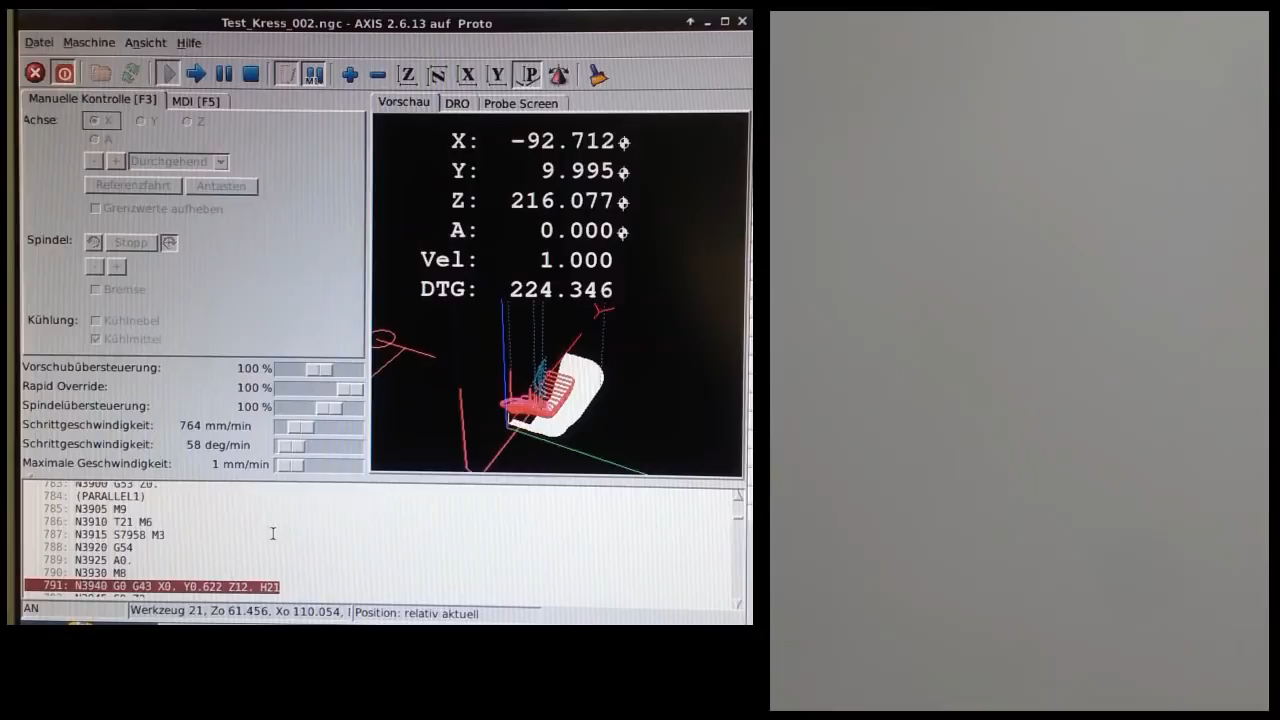 Test_Kress_002.ngc - AXIS 2.6.13 auf Proto
Datei Maschine Ansicht Hilfe
Manuelle Kontrolle [F3] MDI [F5]
Achse: X Y Z
A
- + Durchgehend
Referenzfahrt Antasten
Grenzwerte aufheben
Spindel: Stopp
- +
Bremse
Kühlung: Kühlnebel
Kühlmittel
Vorschubübersteuerung: 100 %
Rapid Override: 100 %
Spindelübersteuerung: 100 %
Schrittgeschwindigkeit: 764 mm/min
Schrittgeschwindigkeit: 58 deg/min
Maximale Geschwindigkeit: 1 mm/min
Vorschau DRO Probe Screen
X: -92.712
Y: 9.995
Z: 216.077
A: 0.000
Vel: 1.000
DTG: 224.346
783: N3900 G53 Z0.
784: (PARALLEL1)
785: N3905 M9
786: N3910 T21 M6
787: N3915 S7958 M3
788: N3920 G54
789: N3925 A0.
790: N3930 M8
791: N3940 G0 G43 X0. Y0.622 Z12. H21
AN Werkzeug 21, Zo 61.456, Xo 110.054, Position: relativ aktuell